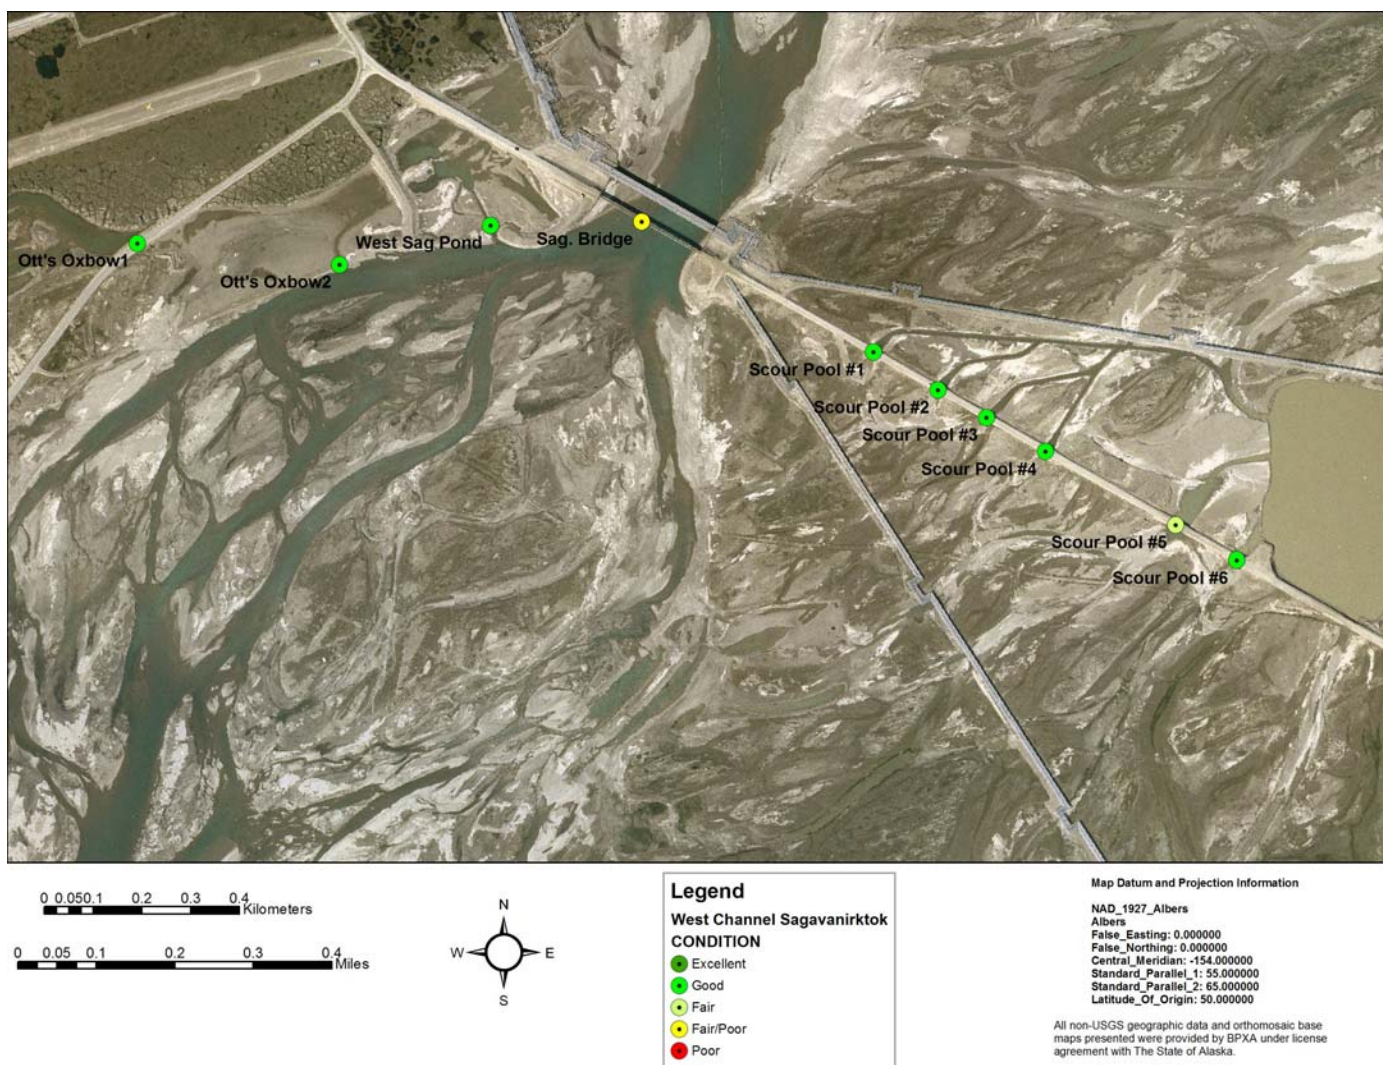 West Sag Pond
Sag. Bridge
Ott's Oxbow1
Ott's Oxbow2
Scour Pool #1
Scour Pool #2
Scour Pool #3
Scour Pool #4
Scour Pool #5
Scour Pool #6
0 0.050.1 0.2 0.3 0.4
Kilometers
0 0.05 0.1 0.2 0.3 0.4
Miles
N
W E
S
Legend
West Channel Sagavanirktok
CONDITION
Excellent
Good
Fair
Fair/Poor
Poor
Map Datum and Projection Information
NAD_1927_Albers
Albers
False_Easting: 0.000000
False_Northing: 0.000000
Central_Meridian: -154.000000
Standard_Parallel_1: 55.000000
Standard_Parallel_2: 65.000000
Latitude_Of_Origin: 50.000000
All non-USGS geographic data and orthomosaic base
maps presented were provided by BPXA under license
agreement with The State of Alaska.